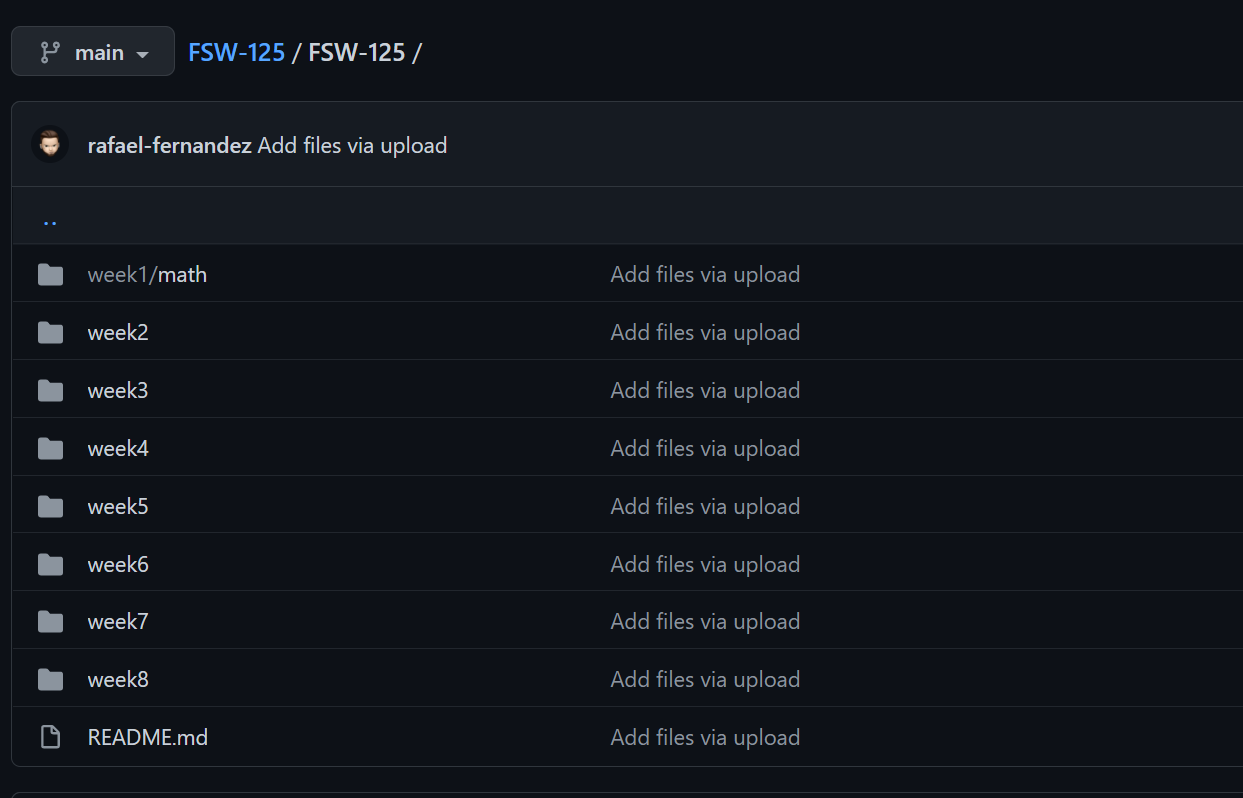 main FSW-125 / FSW-125 /
rafael-fernandez Add files via upload
..
week1/math Add files via upload
week2 Add files via upload
week3 Add files via upload
week4 Add files via upload
week5 Add files via upload
week6 Add files via upload
week7 Add files via upload
week8 Add files via upload
README.md Add files via upload